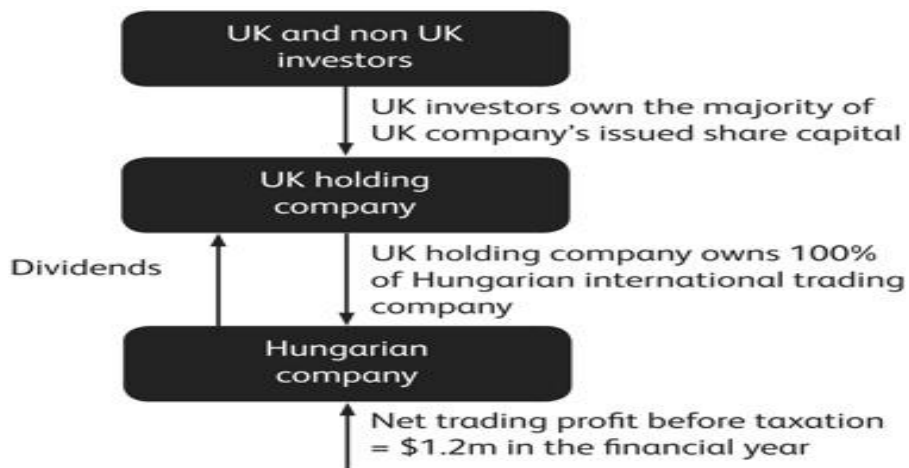 UK and non UK
investors
UK investors own the majority of
UK company’s issued share capital
UK holding
company
Dividends
UK holding company owns 100%
of Hungarian international trading
company
Hungarian
company
Net trading profit before taxation
= $1.2m in the financial year